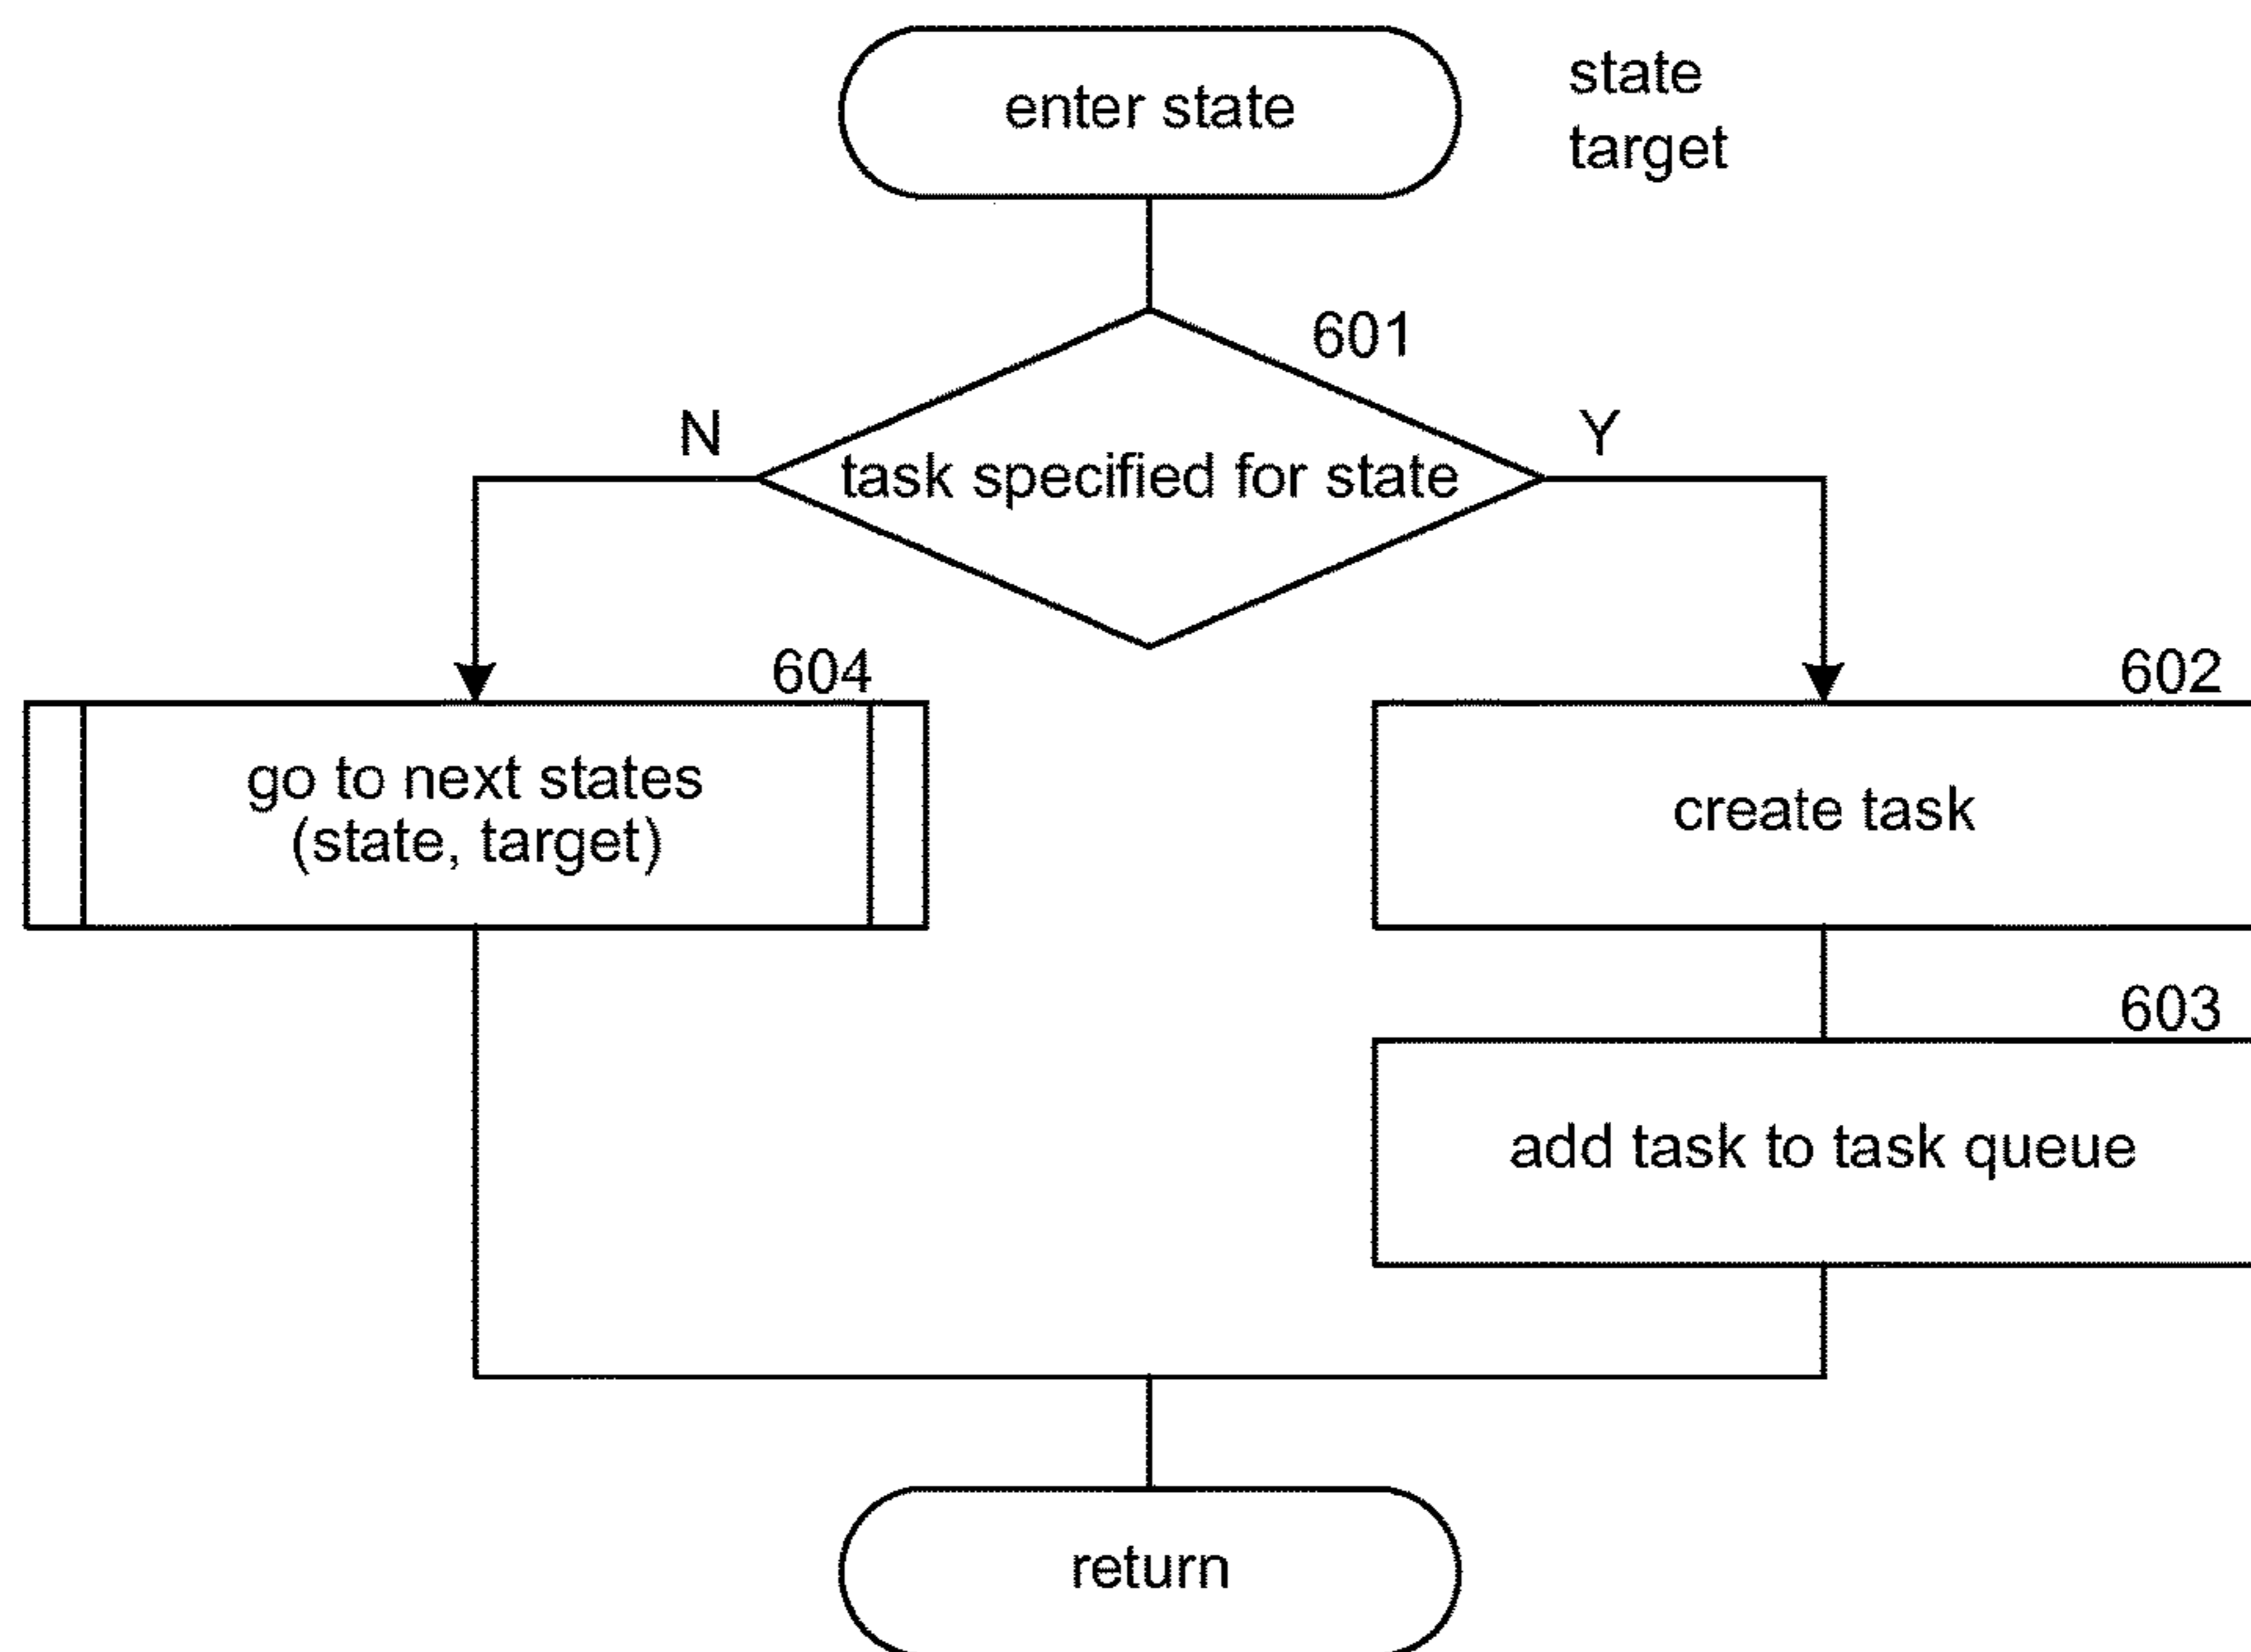 enter state
state
target
601
N
Y
task specified for state
604
602
go to next states
(state, target)
create task
603
add task to task queue
return